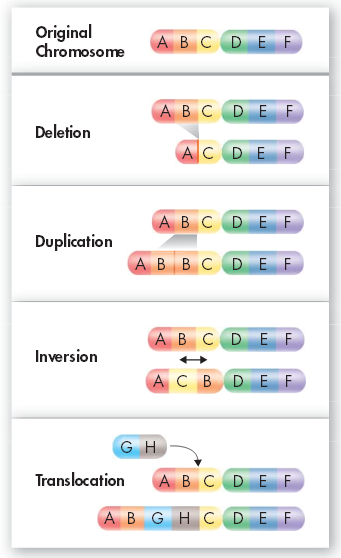 Original
Chromosome
A B C D E F
Deletion
A B C D E F
A C D E F
Duplication
A B C D E F
A B B C D E F
Inversion
A B C D E F
A C B D E F
G H
Translocation
A B C D E F
A B G H C D E F